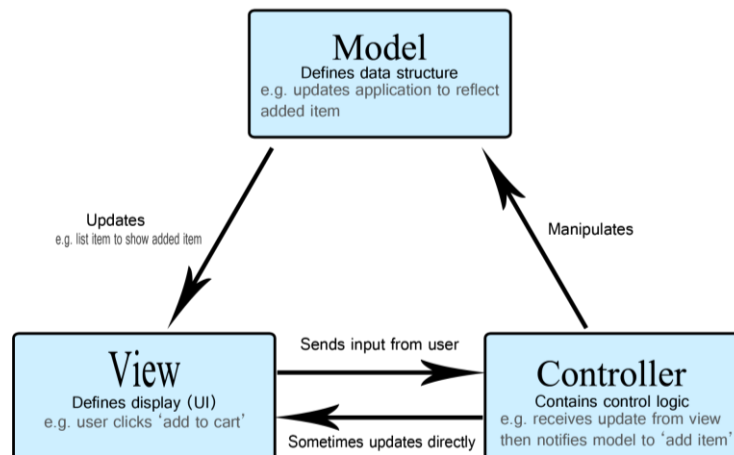 Model
Defines data structure
e.g. updates application to reflect
added item
Updates
e.g. list item to show added item
Manipulates
View
Defines display (UI)
e.g. user clicks ‘add to cart’
Sends input from user
Sometimes updates directly
Controller
Contains control logic
e.g. receives update from view
then notifies model to ‘add item’